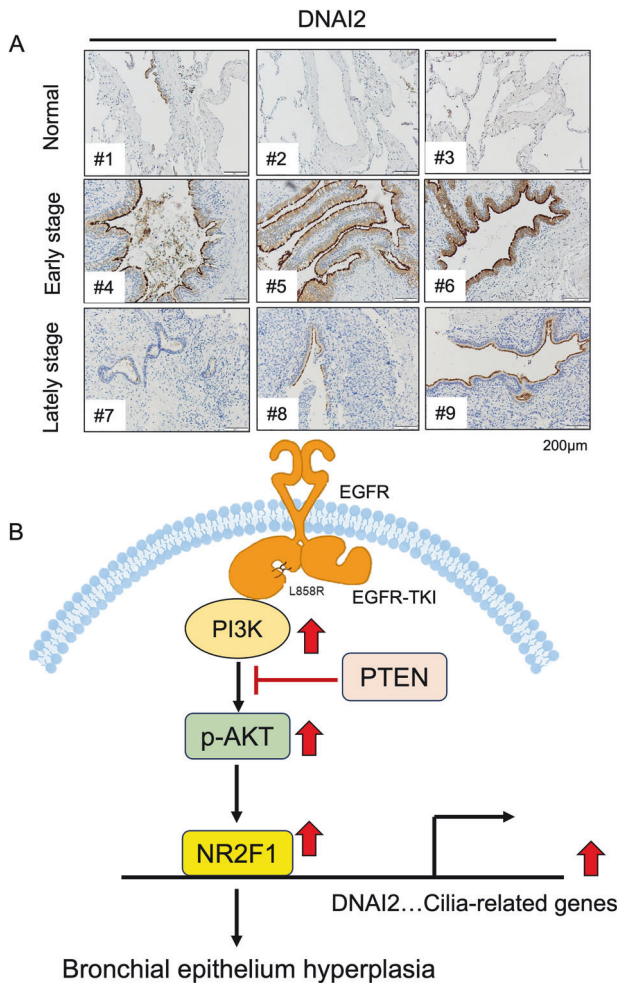 DNAI2
A
Normal
#1
#2
#3
Early stage
#4
#5
#6
Lately stage
#7
#8
#9
200μm
B
EGFR
L858R
EGFR-TKI
PI3K
PTEN
p-AKT
NR2F1
DNAI2...Cilia-related genes
Bronchial epithelium hyperplasia